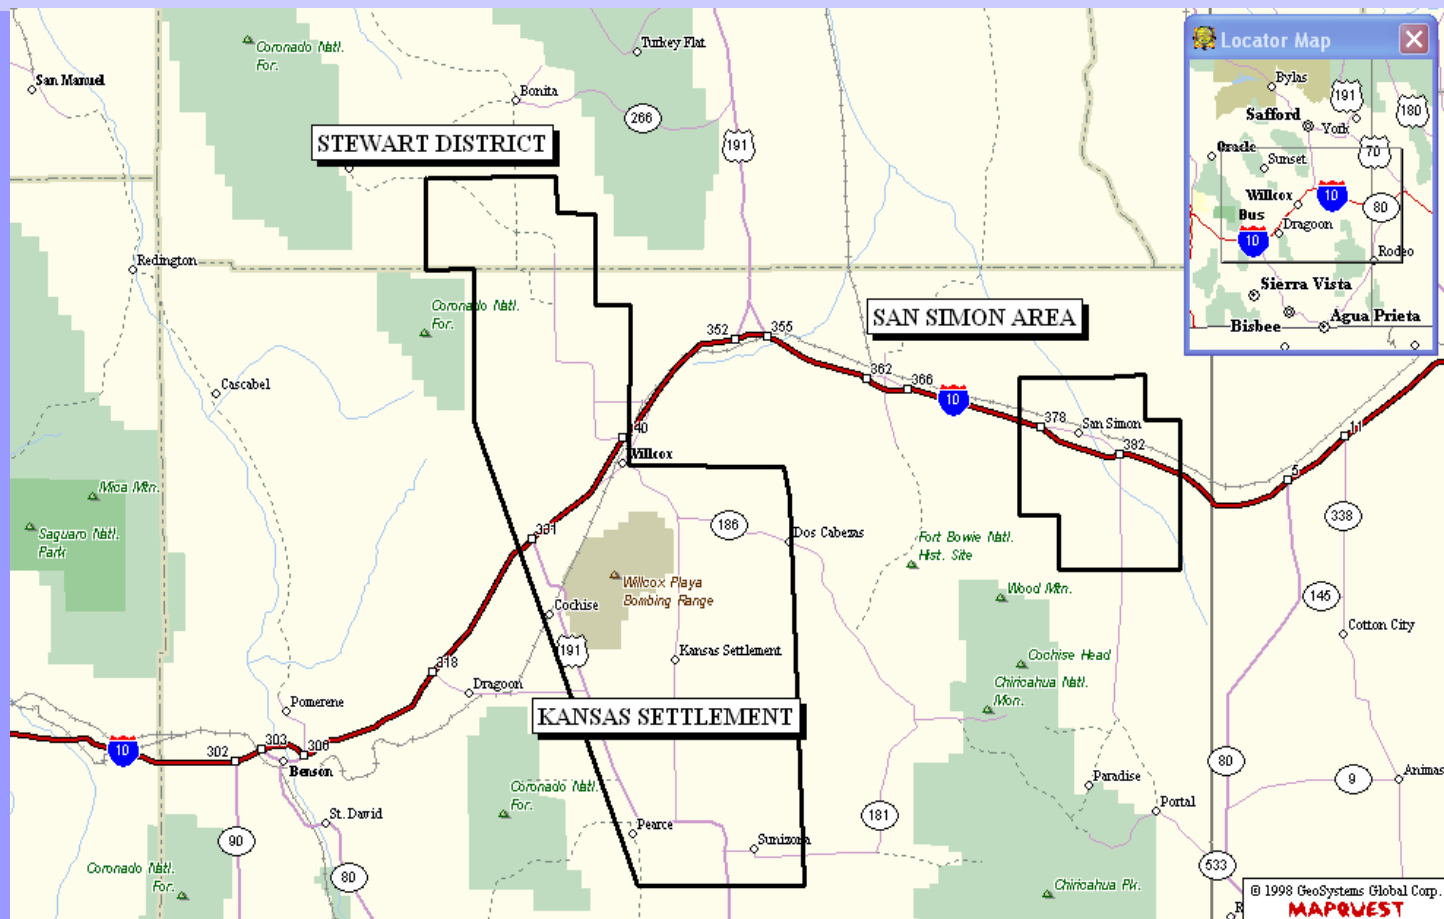 Coronado Natl.
For.
Turkey Flat
San Manuel
Bonita
266
191
STEWART DISTRICT
Redington
Coronado Natl.
For.
SAN SIMON AREA
352
355
362
366
10
378
San Simon
382
Cascabel
40
Willcox
11
5
338
Mica Mtn.
Saguaro Natl.
Park
331
186
Dos Cabezas
Fort Bowie Natl.
Hist. Site
Willcox Playa
Bombing Range
Wood Mtn.
145
Cochise
Cotton City
191
Kansas Settlement
Cochise Head
Chiricahua Natl.
Mon.
318
Dragoon
Pomerene
KANSAS SETTLEMENT
10
302
303
306
Benson
80
9
Animas
Paradise
Portal
Coronado Natl.
For.
St. David
90
Pearce
Sunizona
181
533
80
Coronado Natl.
For.
Chiricahua Pk.
Locator Map
Bylas
191
180
Safford
York
70
Oracle
Sunset
Willcox
10
80
Bus
10
Dragoon
Rodeo
Sierra Vista
Bisbee
Agua Prieta
© 1998 GeoSystems Global Corp.
MAPQUEST